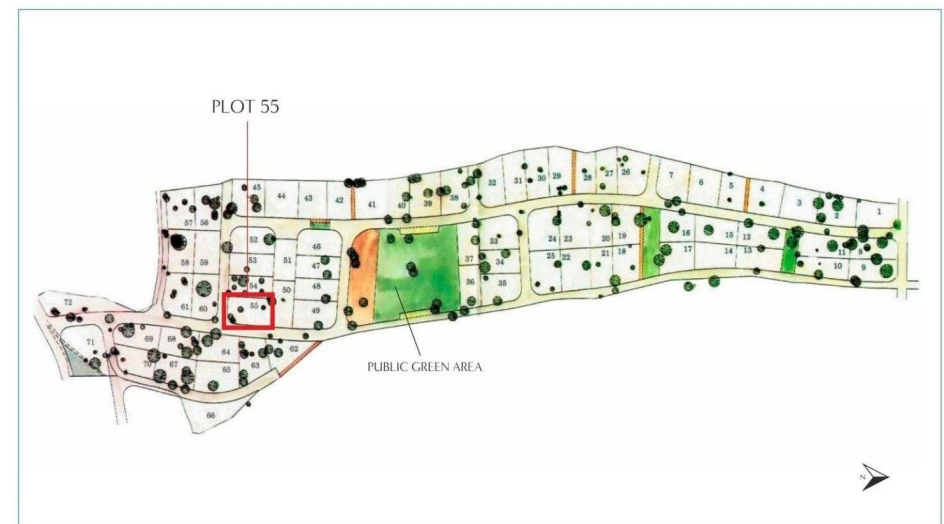 PLOT 55
45 44 43 42 41 40 39 38 32 31 30 29 28 27 26 7 6 5 4 3 2 1
57 56 52 46 33 24 23 20 19 16 15 12 11 8
58 59 53 51 47 37 34 25 22 21 18 17 14 13 10 9
61 60 54 50 48 36 35
55 49
72 71 69 68 64 62
70 67 65 63
66
PUBLIC GREEN AREA
N